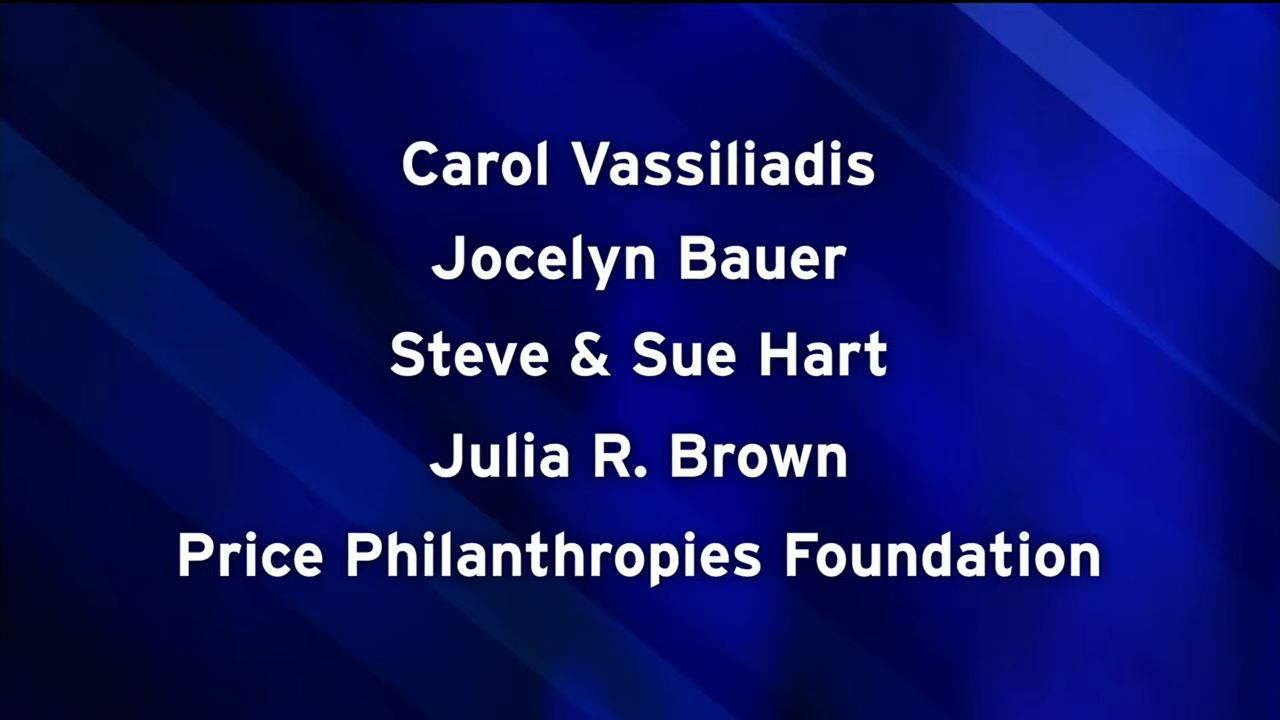 Carol Vassiliadis
Jocelyn Bauer
Steve & Sue Hart
Julia R. Brown
Price Philanthropies Foundation